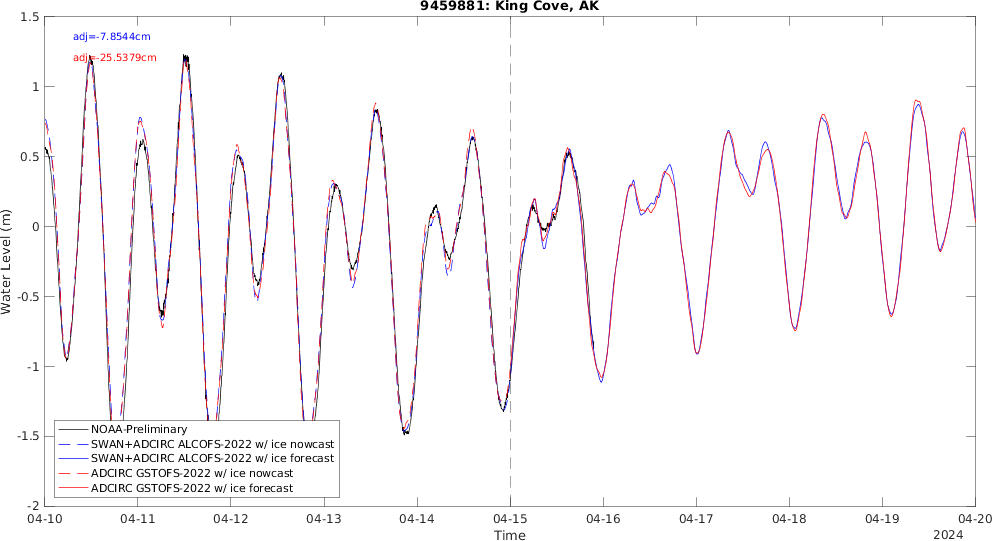 9459881: King Cove, AK
adj=-7.8544cm
adj=-25.5379cm
Water Level (m)
1.5
1
0.5
0
-0.5
-1
-1.5
-2
NOAA-Preliminary
SWAN+ADCIRC ALCOFS-2022 w/ ice nowcast
SWAN+ADCIRC ALCOFS-2022 w/ ice forecast
ADCIRC GSTOFS-2022 w/ ice nowcast
ADCIRC GSTOFS-2022 w/ ice forecast
04-10 04-11 04-12 04-13 04-14 04-15 04-16 04-17 04-18 04-19 04-20
Time
2024